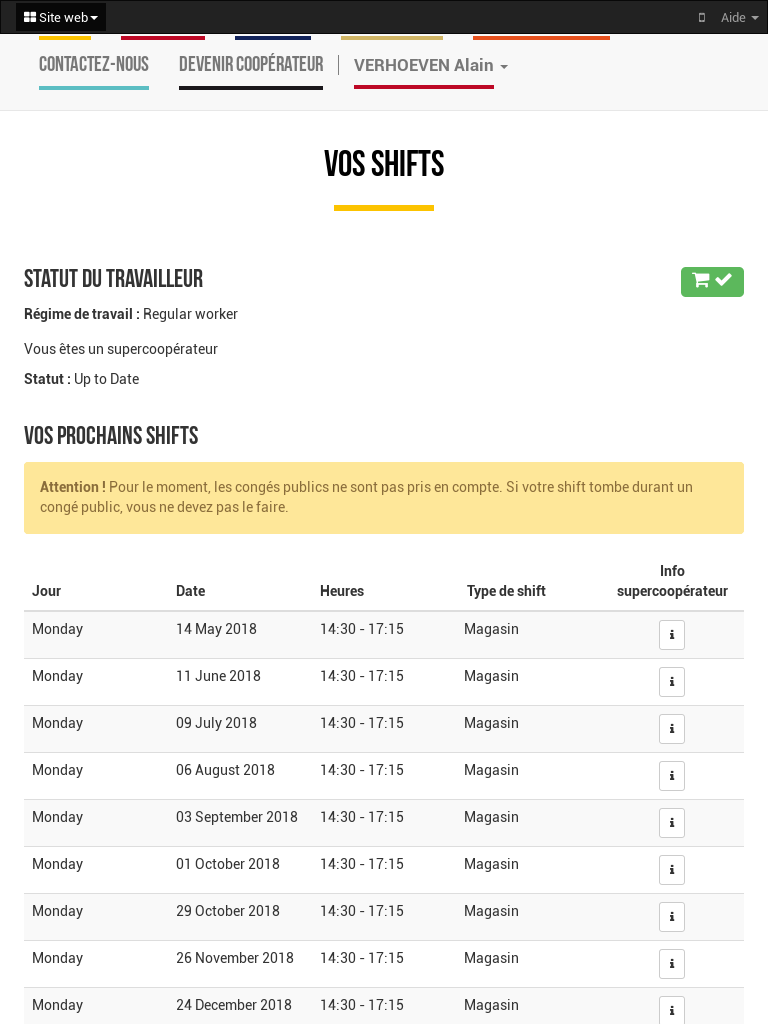 Site web
Aide
CONTACTEZ-NOUS
DEVENIR COOPÉRATEUR
VERHOEVEN Alain
VOS SHIFTS
STATUT DU TRAVAILLEUR
Régime de travail : Regular worker
Vous êtes un supercoopérateur
Statut : Up to Date
VOS PROCHAINS SHIFTS
Attention ! Pour le moment, les congés publics ne sont pas pris en compte. Si votre shift tombe durant un
congé public, vous ne devez pas le faire.
Info
Jour Date Heures Type de shift supercoopérateur
Monday 14 May 2018 14:30 - 17:15 Magasin
Monday 11 June 2018 14:30 - 17:15 Magasin
Monday 09 July 2018 14:30 - 17:15 Magasin
Monday 06 August 2018 14:30 - 17:15 Magasin
Monday 03 September 2018 14:30 - 17:15 Magasin
Monday 01 October 2018 14:30 - 17:15 Magasin
Monday 29 October 2018 14:30 - 17:15 Magasin
Monday 26 November 2018 14:30 - 17:15 Magasin
Monday 24 December 2018 14:30 - 17:15 Magasin